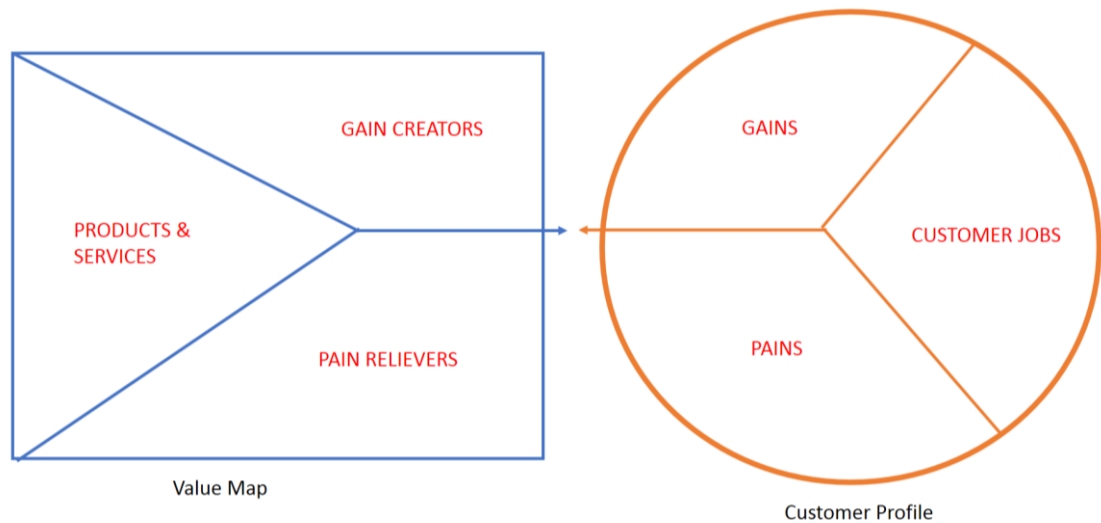 GAIN CREATORS
PRODUCTS &
SERVICES
PAIN RELIEVERS
Value Map
GAINS
CUSTOMER JOBS
PAINS
Customer Profile